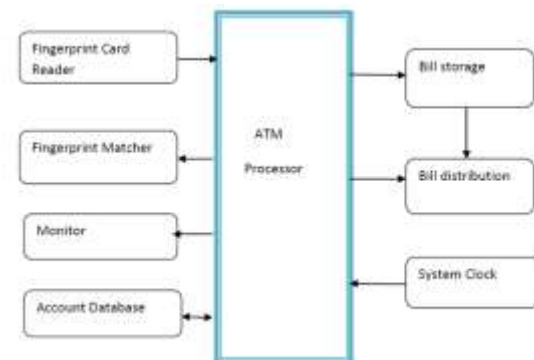 Fingerprint Card
Reader
Fingerprint Matcher
Monitor
Account Database
ATM
Processor
Bill storage
Bill distribution
System Clock